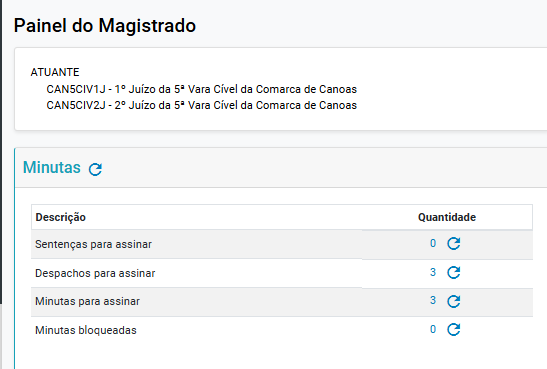 Painel do Magistrado
ATUANTE
CAN5CIV1J - 1º Juízo da 5ª Vara Cível da Comarca de Canoas
CAN5CIV2J - 2º Juízo da 5ª Vara Cível da Comarca de Canoas
Minutas
Descrição Quantidade
Sentenças para assinar 0
Despachos para assinar 3
Minutas para assinar 3
Minutas bloqueadas 0